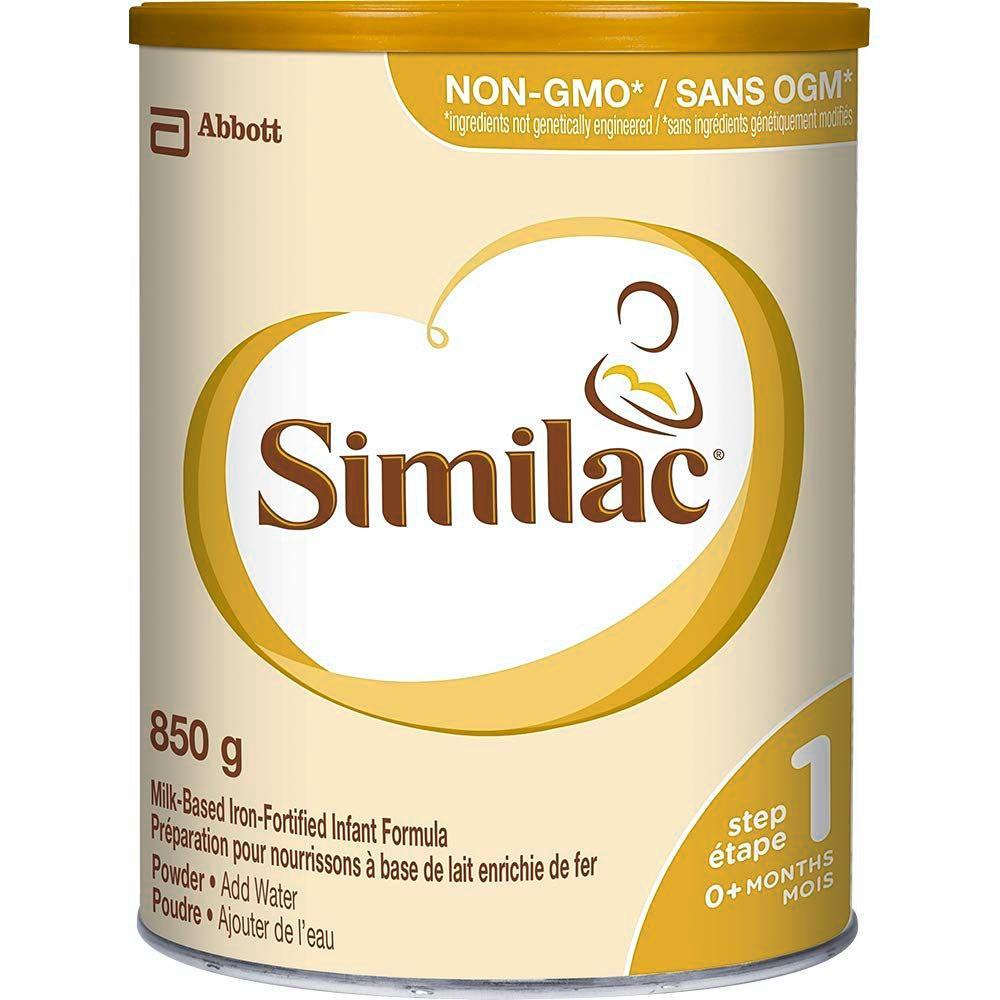 NON-GMO* / SANS OGM*
*ingredients not genetically engineered / *sans ingrédients génétiquement modifiés
Abbott
Similac®
850 g
Milk-Based Iron-Fortified Infant Formula
Préparation pour nourrissons à base de lait enrichie de fer
Powder • Add Water
Poudre • Ajouter de l'eau
step 1
étape
0+ MONTHS
MOIS